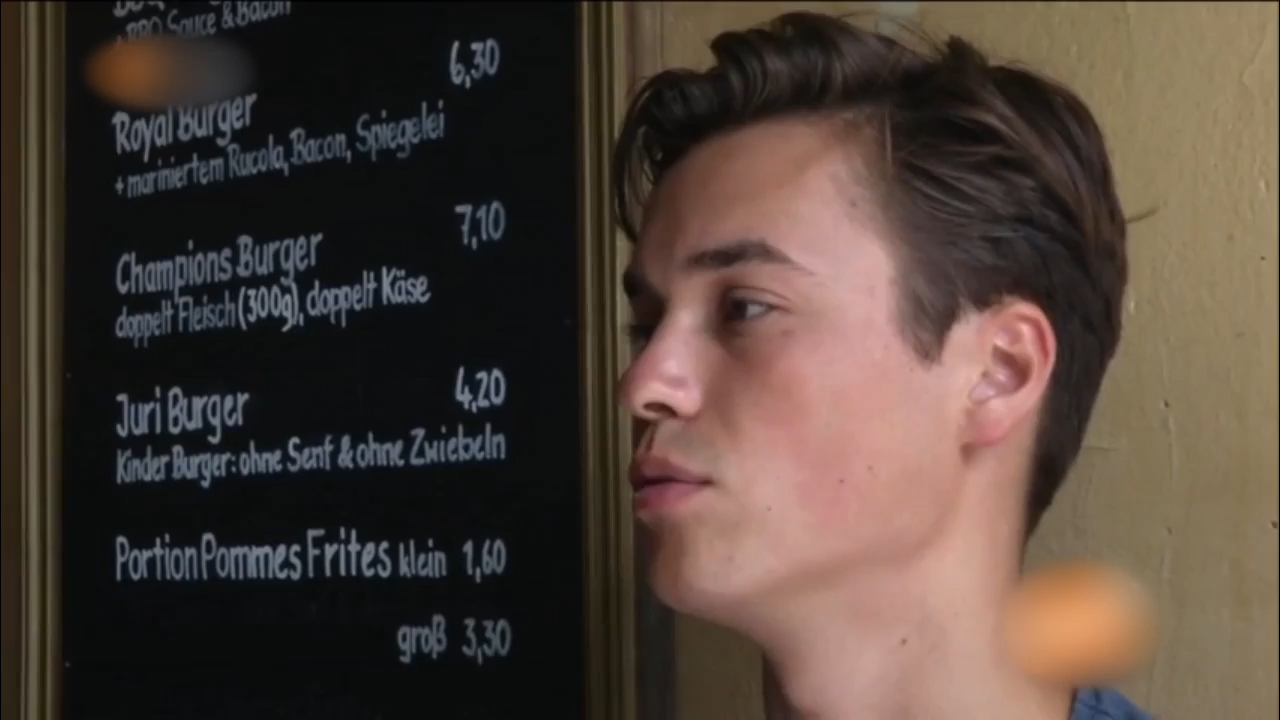 + BBQ Sauce & Bacon
6,30
Royal Burger
+ mariniertem Rucola, Bacon, Spiegelei
7,10
Champions Burger
doppelt Fleisch (300g), doppelt Käse
4,20
Juri Burger
Kinder Burger: ohne Senf & ohne Zwiebeln
Portion Pommes Frites klein 1,60
groß 3,30